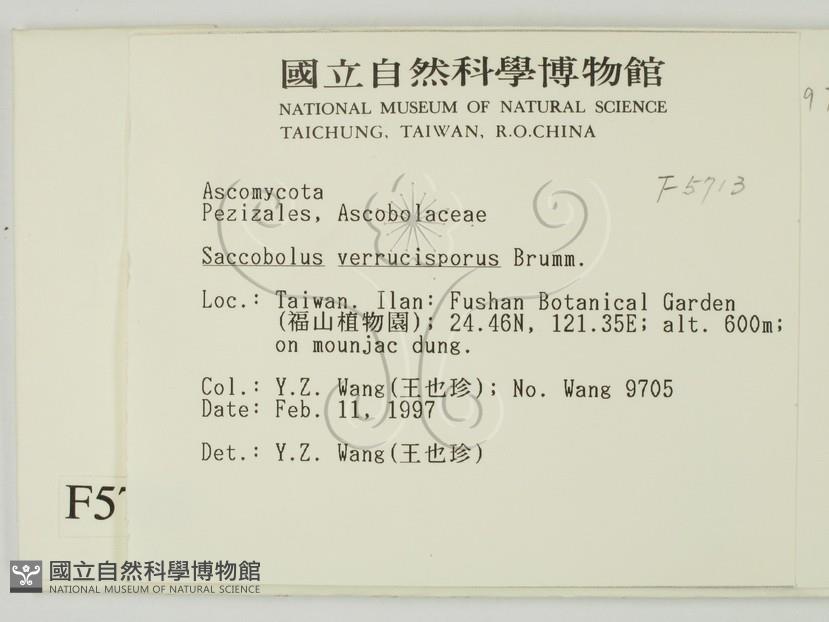 國立自然科學博物館
NATIONAL MUSEUM OF NATURAL SCIENCE
TAICHUNG, TAIWAN, R.O.CHINA
97
F5713
Ascomycota
Pezizales, Ascobolaceae
Saccobolus verrucisporus Brumm.
Loc.: Taiwan. Ilan: Fushan Botanical Garden
(福山植物園); 24.46N, 121.35E; alt. 600m;
on mounjac dung.
Col.: Y.Z. Wang(王也珍); No. Wang 9705
Date: Feb. 11, 1997
Det.: Y.Z. Wang(王也珍)
F57
國立自然科學博物館
NATIONAL MUSEUM OF NATURAL SCIENCE